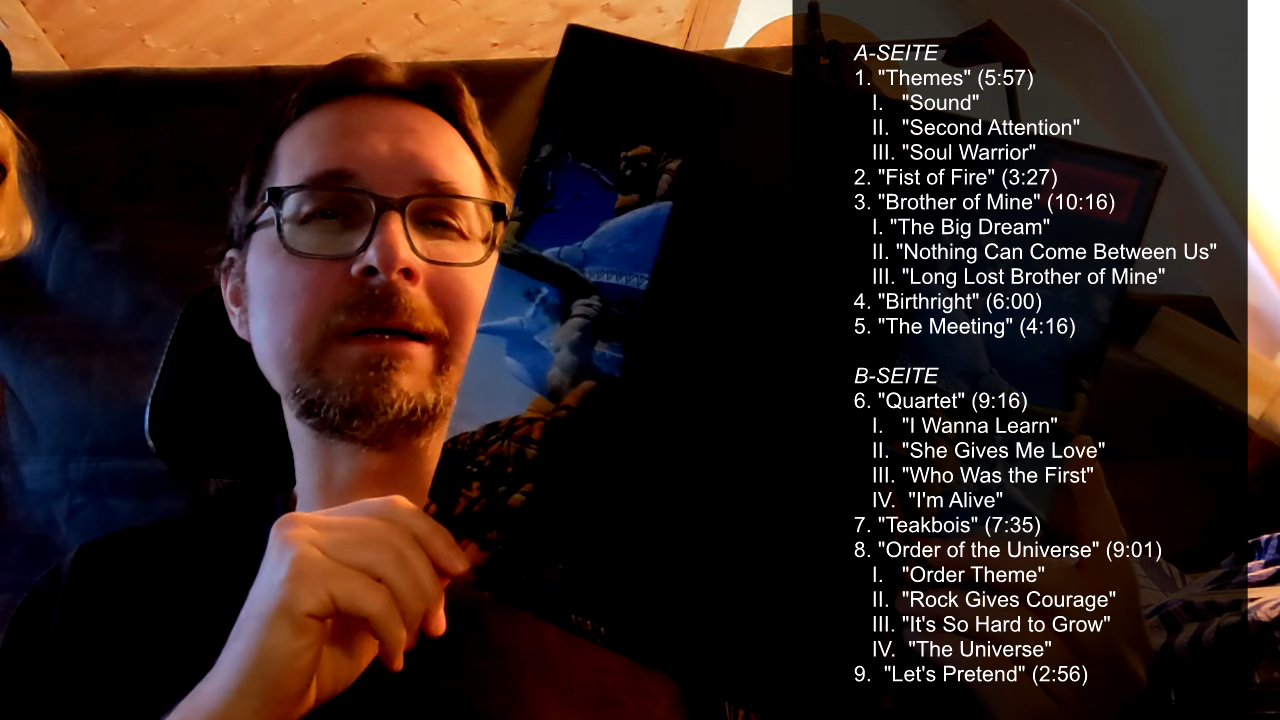 A-SEITE
1. "Themes" (5:57)
I. "Sound"
II. "Second Attention"
III. "Soul Warrior"
2. "Fist of Fire" (3:27)
3. "Brother of Mine" (10:16)
I. "The Big Dream"
II. "Nothing Can Come Between Us"
III. "Long Lost Brother of Mine"
4. "Birthright" (6:00)
5. "The Meeting" (4:16)
B-SEITE
6. "Quartet" (9:16)
I. "I Wanna Learn"
II. "She Gives Me Love"
III. "Who Was the First"
IV. "I'm Alive"
7. "Teakbois" (7:35)
8. "Order of the Universe" (9:01)
I. "Order Theme"
II. "Rock Gives Courage"
III. "It's So Hard to Grow"
IV. "The Universe"
9. "Let's Pretend" (2:56)